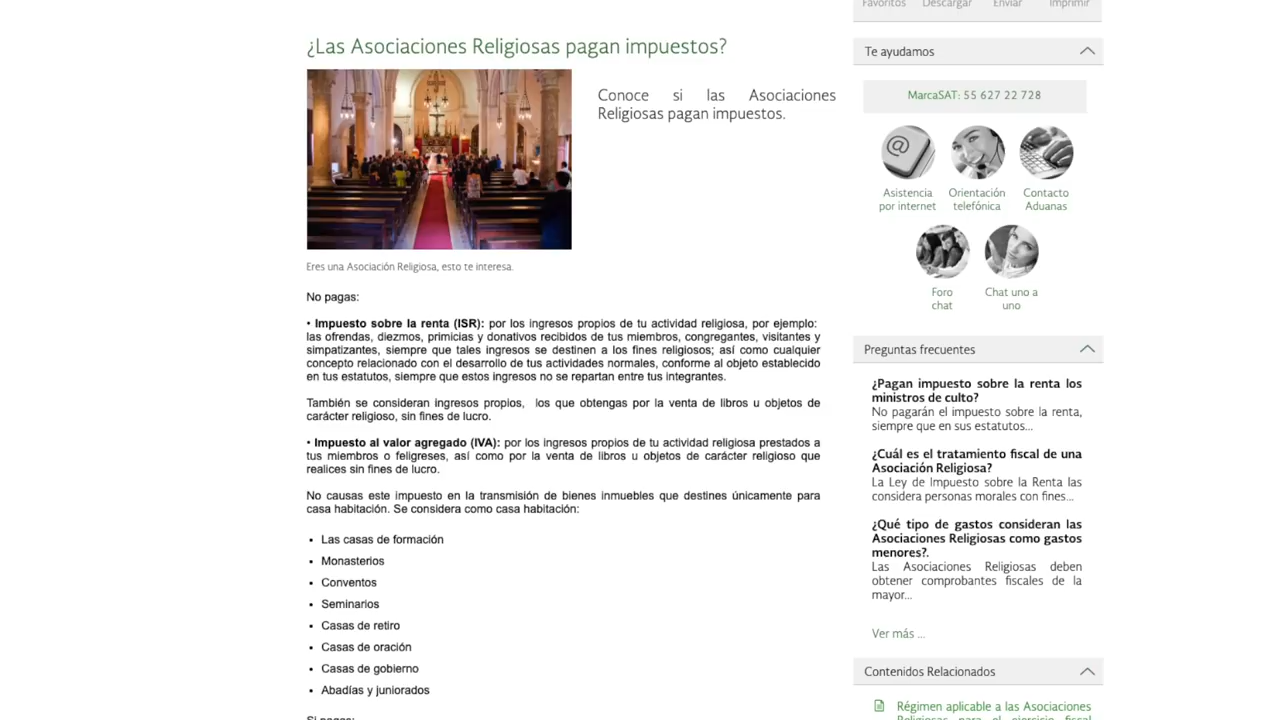 Favoritos Descargar Enviar Imprimir
¿Las Asociaciones Religiosas pagan impuestos?
Conoce si las Asociaciones
Religiosas pagan impuestos.
Eres una Asociación Religiosa, esto te interesa.
No pagas:
• Impuesto sobre la renta (ISR): por los ingresos propios de tu actividad religiosa, por ejemplo:
las ofrendas, diezmos, primicias y donativos recibidos de tus miembros, congregantes, visitantes y
simpatizantes, siempre que tales ingresos se destinen a los fines religiosos; así como cualquier
concepto relacionado con el desarrollo de tus actividades normales, conforme al objeto establecido
en tus estatutos, siempre que estos ingresos no se repartan entre tus integrantes.
También se consideran ingresos propios, los que obtengas por la venta de libros u objetos de
carácter religioso, sin fines de lucro.
• Impuesto al valor agregado (IVA): por los ingresos propios de tu actividad religiosa prestados a
tus miembros o feligreses, así como por la venta de libros u objetos de carácter religioso que
realices sin fines de lucro.
No causas este impuesto en la transmisión de bienes inmuebles que destines únicamente para
casa habitación. Se considera como casa habitación:
• Las casas de formación
• Monasterios
• Conventos
• Seminarios
• Casas de retiro
• Casas de oración
• Casas de gobierno
• Abadías y juniorados
Si pagas:
Te ayudamos
MarcaSAT: 55 627 22 728
Asistencia
por internet
Orientación
telefónica
Contacto
Aduanas
Foro
chat
Chat uno a
uno
Preguntas frecuentes
¿Pagan impuesto sobre la renta los
ministros de culto?
No pagarán el impuesto sobre la renta,
siempre que en sus estatutos...
¿Cuál es el tratamiento fiscal de una
Asociación Religiosa?
La Ley de Impuesto sobre la Renta las
considera personas morales con fines...
¿Qué tipo de gastos consideran las
Asociaciones Religiosas como gastos
menores?.
Las Asociaciones Religiosas deben
obtener comprobantes fiscales de la
mayor...
Ver más ...
Contenidos Relacionados
Régimen aplicable a las Asociaciones
Religiosas para el ejercicio fiscal